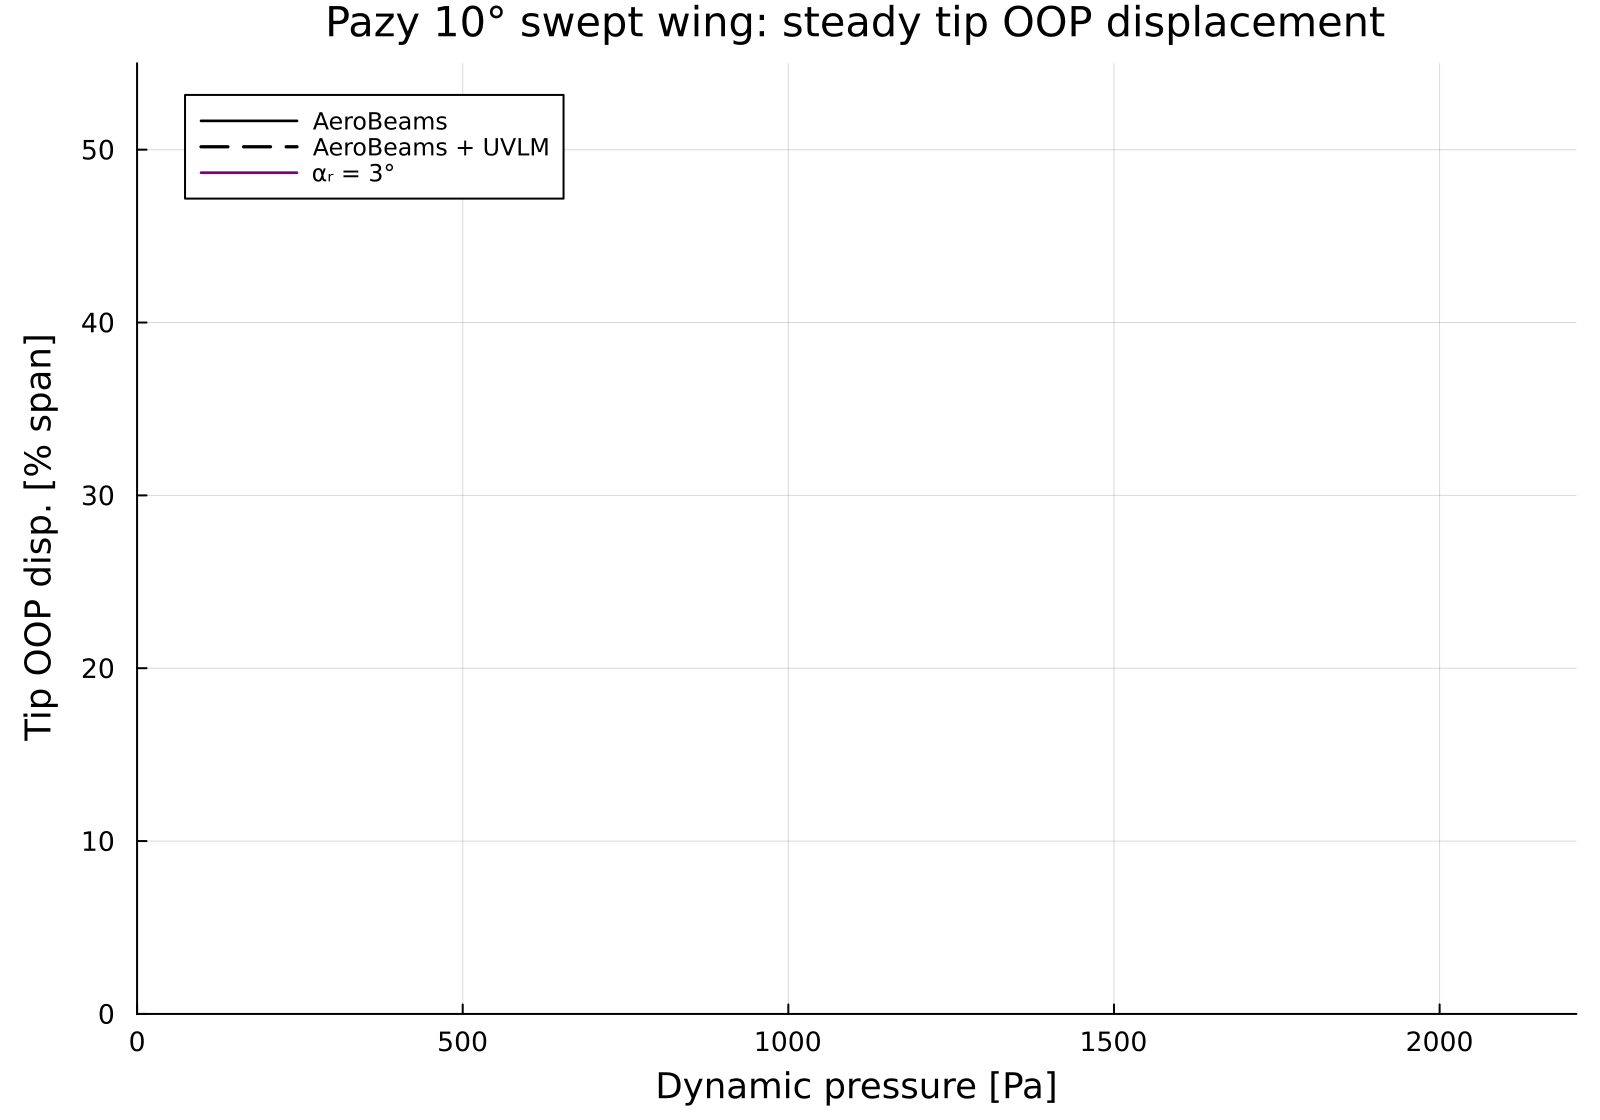 Pazy 10° swept wing: steady tip OOP displacement
AeroBeams
AeroBeams + UVLM
αᵣ = 3°
50
40
30
20
10
0
Tip OOP disp. [% span]
0 500 1000 1500 2000
Dynamic pressure [Pa]